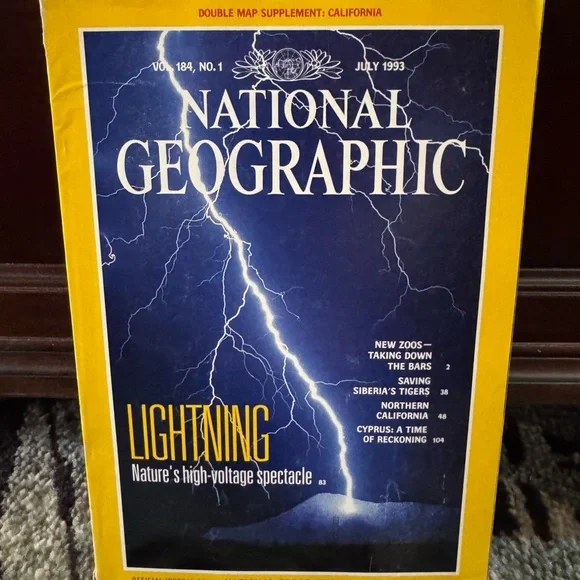 DOUBLE MAP SUPPLEMENT: CALIFORNIA
VOL. 184, NO. 1
JULY 1993
NATIONAL
GEOGRAPHIC
NEW ZOOS—
TAKING DOWN
THE BARS 2
SAVING
SIBERIA'S TIGERS 38
NORTHERN
CALIFORNIA 48
CYPRUS: A TIME
OF RECKONING 104
LIGHTNING
Nature's high-voltage spectacle 83